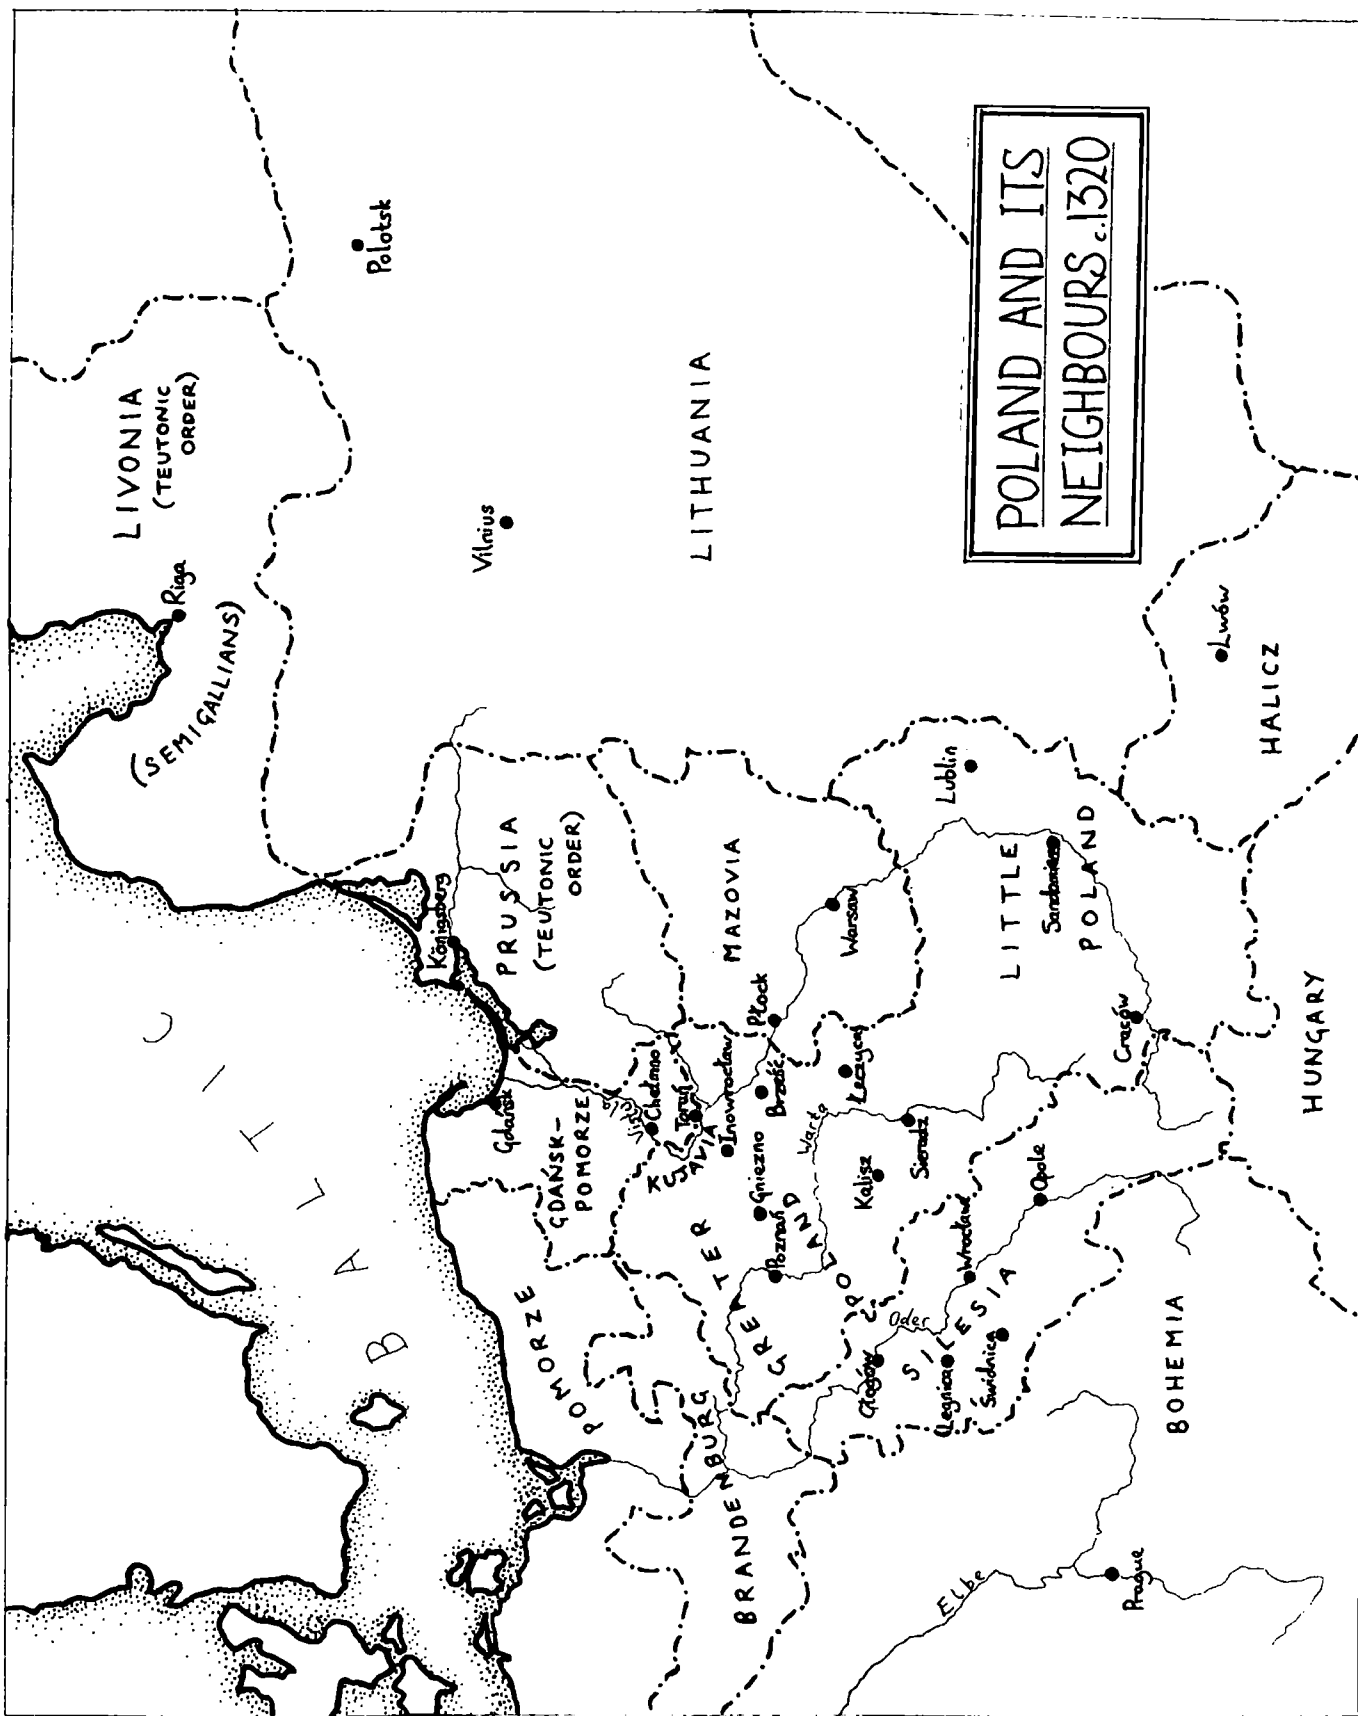 POLAND AND ITS
NEIGHBOURS c.1320
BALTIC
LIVONIA
(TEUTONIC
ORDER)
Riga
(SEMIGALLIANS)
Polotsk
Vilnius
LITHUANIA
Königsberg
PRUSSIA
(TEUTONIC
ORDER)
Gdańsk
GDAŃSK-
POMORZE
POMORZE
Vistula
Chełmno
Toruń
KUJALIA
Inowrocław
Brześć
Płock
MAZOVIA
Warsaw
Łęczyca
BRANDENBURG
GREATER
POLAND
Gniezno
Poznań
Warta
Kalisz
Sieradz
LITTLE
POLAND
Lublin
Sandomierz
Cracow
Oder
Głogów
SILESIA
Legnica
Świdnica
Wrocław
Opole
Elbe
Prague
BOHEMIA
HUNGARY
HALICZ
Lwów